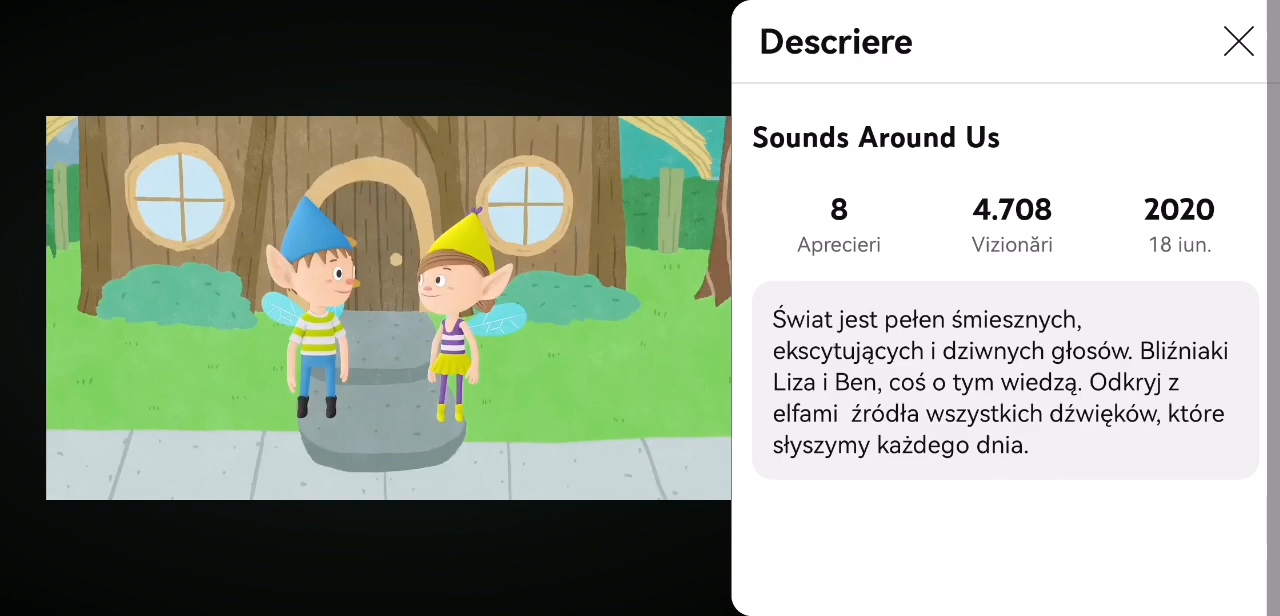 Descriere
Sounds Around Us
8
Aprecieri
4.708
Vizionări
2020
18 iun.
Świat jest pełen śmiesznych,
ekscytujących i dziwnych głosów. Bliźniaki
Liza i Ben, coś o tym wiedzą. Odkryj z
elfami  źródła wszystkich dźwięków, które
słyszymy każdego dnia.